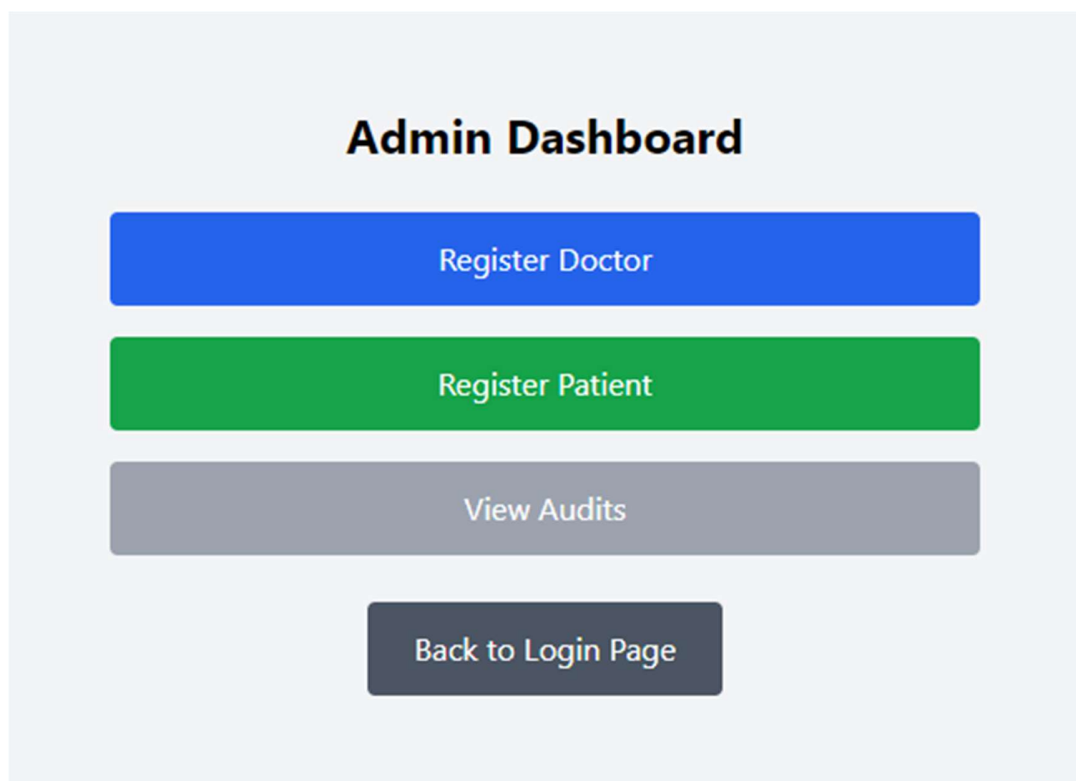 Admin Dashboard
Register Doctor
Register Patient
View Audits
Back to Login Page